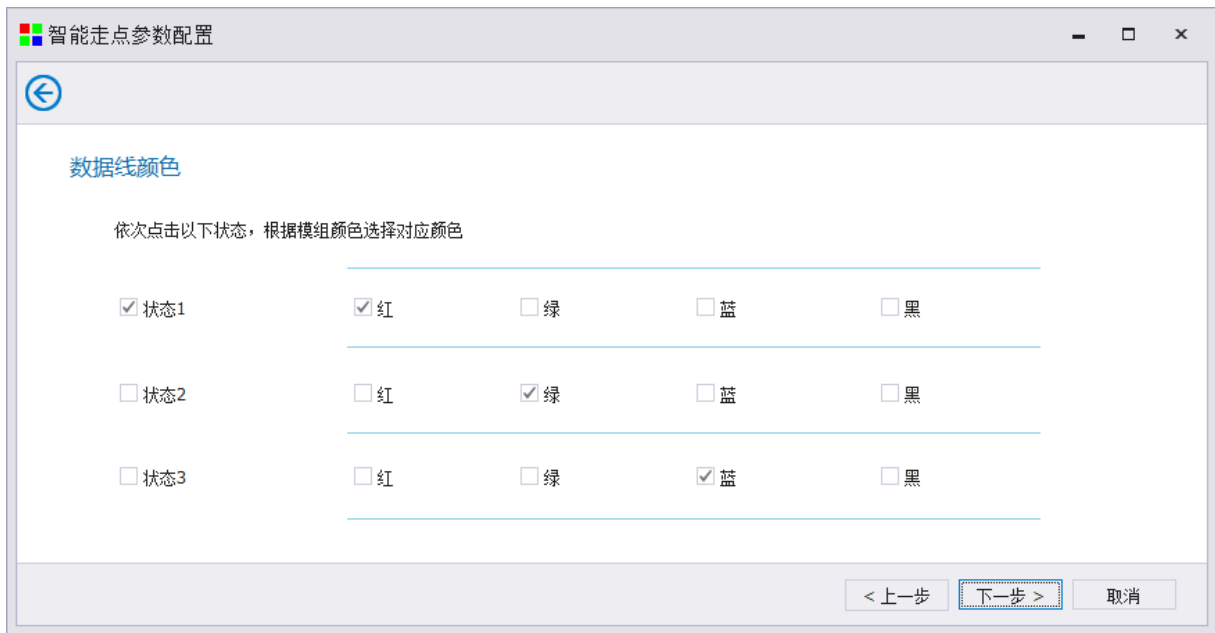 智能走点参数配置
数据线颜色
依次点击以下状态，根据模组颜色选择对应颜色
状态1 红 绿 蓝 黑
状态2 红 绿 蓝 黑
状态3 红 绿 蓝 黑
< 上一步 下一步 > 取消